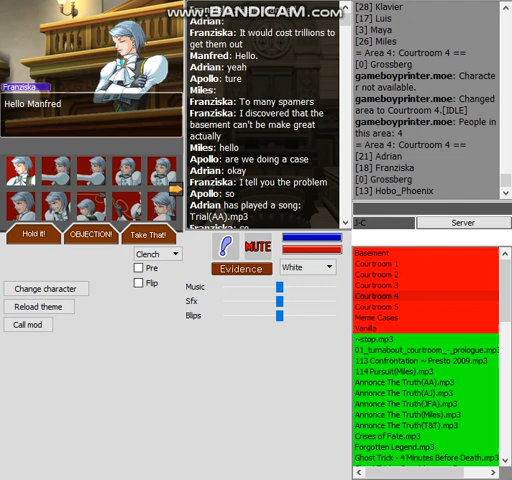 www.BANDICAM.com
Adrian:
Franziska: It would cost trillions to
get them out
Manfred: Hello.
Adrian: yeah
Apollo: ture
Miles:
Franziska: To many spamers
Franziska: I discovered that the
basement can't be make great
actually
Miles: hello
Apollo: are we doing a case
Adrian: okay
Franziska: I tell you the problem
Apollo: so
Adrian has played a song:
Trial(AA).mp3
Franziska: so
Franziska
Hello Manfred
Hold it!
OBJECTION!
Take That!
Clench
Pre
Flip
Change character
Reload theme
Call mod
MUTE
Evidence
White
Music
Sfx
Blips
[28] Klavier
[17] Luis
[3] Maya
[26] Miles
= Area 4: Courtroom 4 ==
[0] Grossberg
gameboyprinter.moe: Characte
r not available.
gameboyprinter.moe: Changed
area to Courtroom 4.[IDLE]
gameboyprinter.moe: People in
this area: 4
= Area 4: Courtroom 4 ==
[21] Adrian
[18] Franziska
[0] Grossberg
[13] Hobo_Phoenix
J-C
Server
Basement
Courtroom 1
Courtroom 2
Courtroom 3
Courtroom 4
Courtroom 5
Meme Cases
Vanilla
~stop.mp3
01_turnabout_courtroom_-_prologue.mp3
113 Confrontation ~ Presto 2009.mp3
114 Pursuit(Miles).mp3
Annonce The Truth(AA).mp3
Annonce The Truth(AJ).mp3
Annonce The Truth(JFA).mp3
Annonce The Truth(Miles).mp3
Annonce The Truth(T&T).mp3
Crises of Fate.mp3
Forgotten Legend.mp3
Ghost Trick - 4 Minutes Before Death.mp3